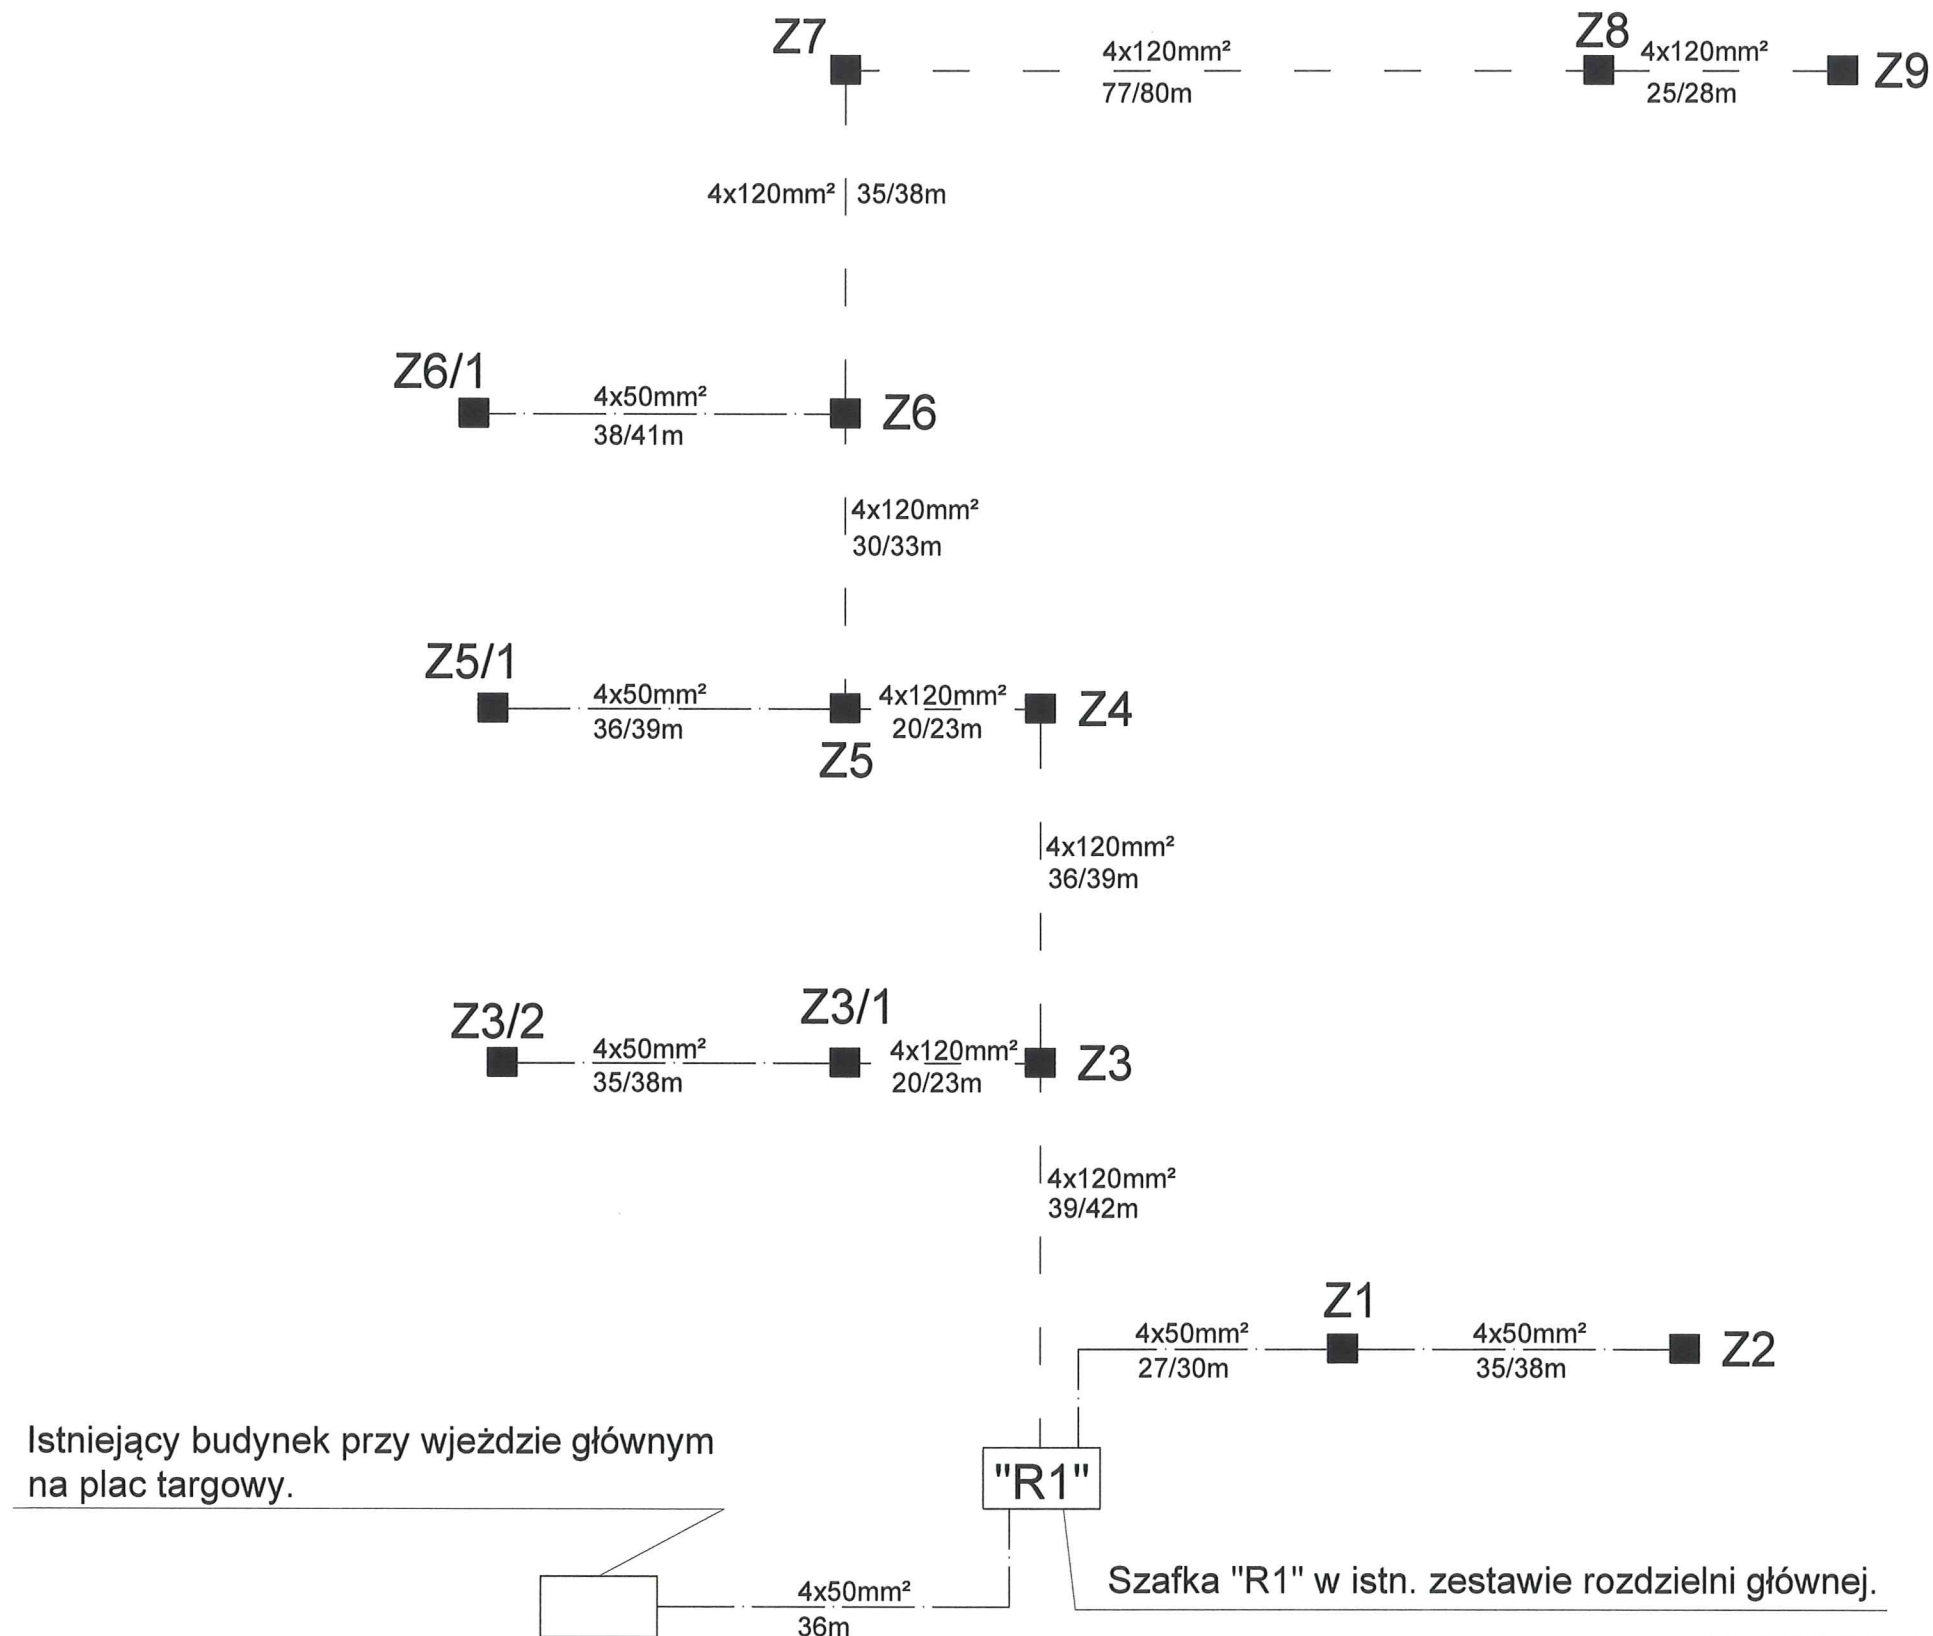 Z7
4x120mm²
77/80m
Z8
4x120mm²
25/28m
Z9
4x120mm²
35/38m
Z6/1
4x50mm²
38/41m
Z6
4x120mm²
30/33m
Z5/1
4x50mm²
36/39m
Z5
4x120mm²
20/23m
Z4
4x120mm²
36/39m
Z3/2
4x50mm²
35/38m
Z3/1
4x120mm²
20/23m
Z3
4x120mm²
39/42m
4x50mm²
27/30m
Z1
4x50mm²
35/38m
Z2
Istniejący budynek przy wjeździe głównym
na plac targowy.
"R1"
4x50mm²
36m
Szafka "R1" w istn. zestawie rozdzielni głównej.